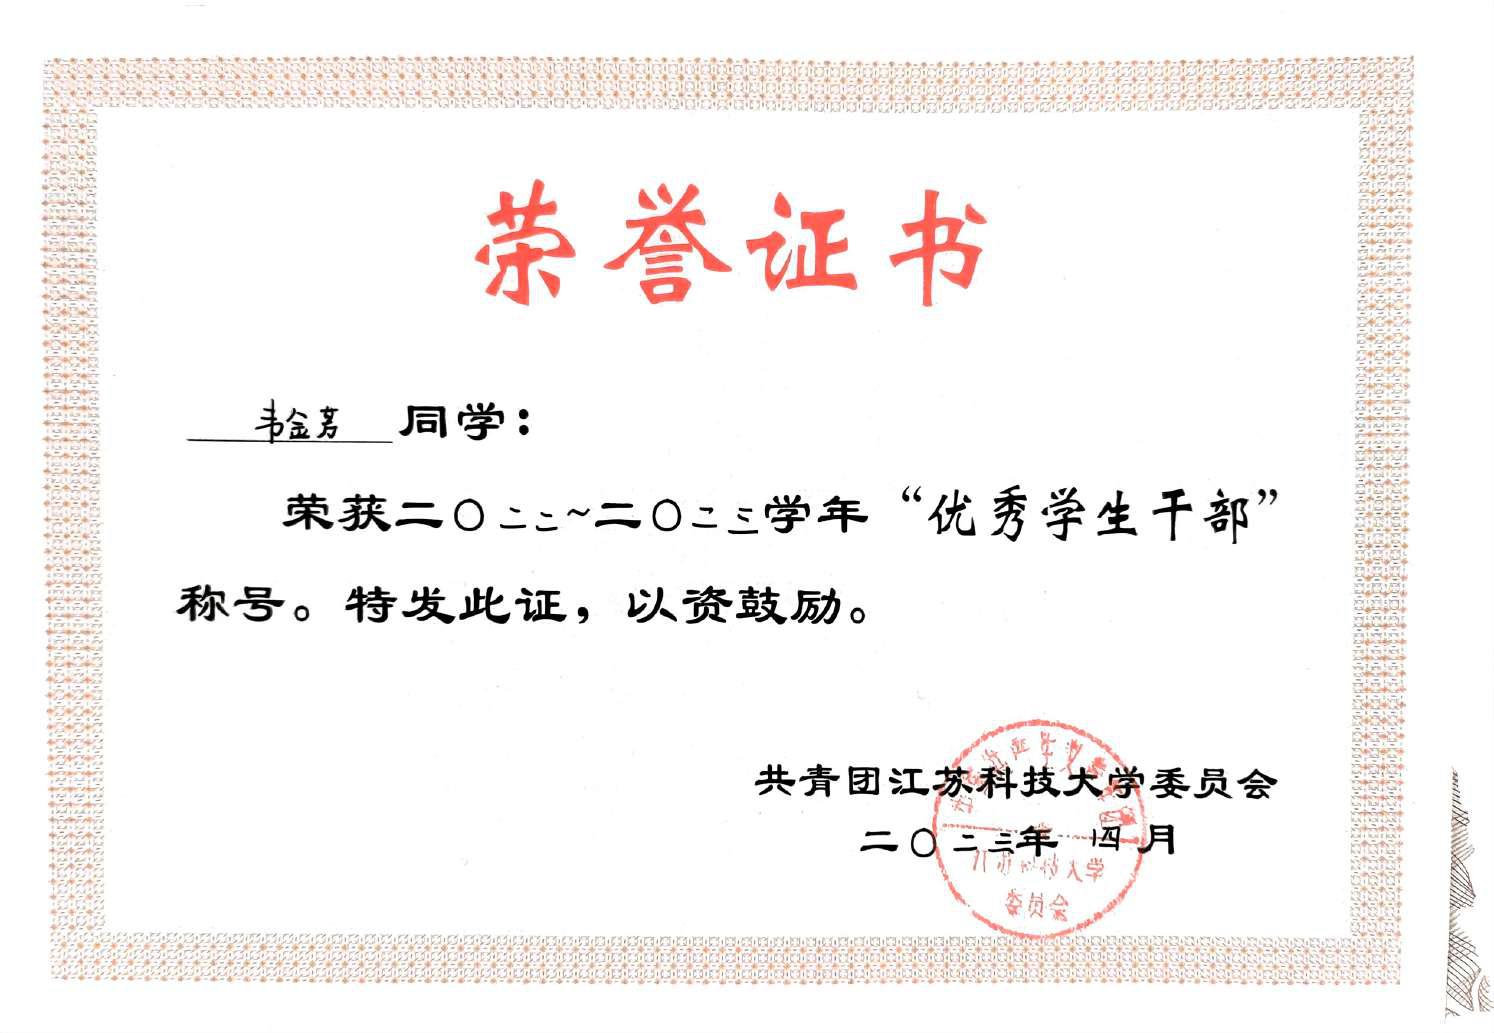 荣誉证书
韦金芳 同学：
荣获二〇二二~二〇二三学年“优秀学生干部”
称号。特发此证，以资鼓励。
共青团江苏科技大学委员会
二〇二三年 四 月
江苏科技大学
委员会